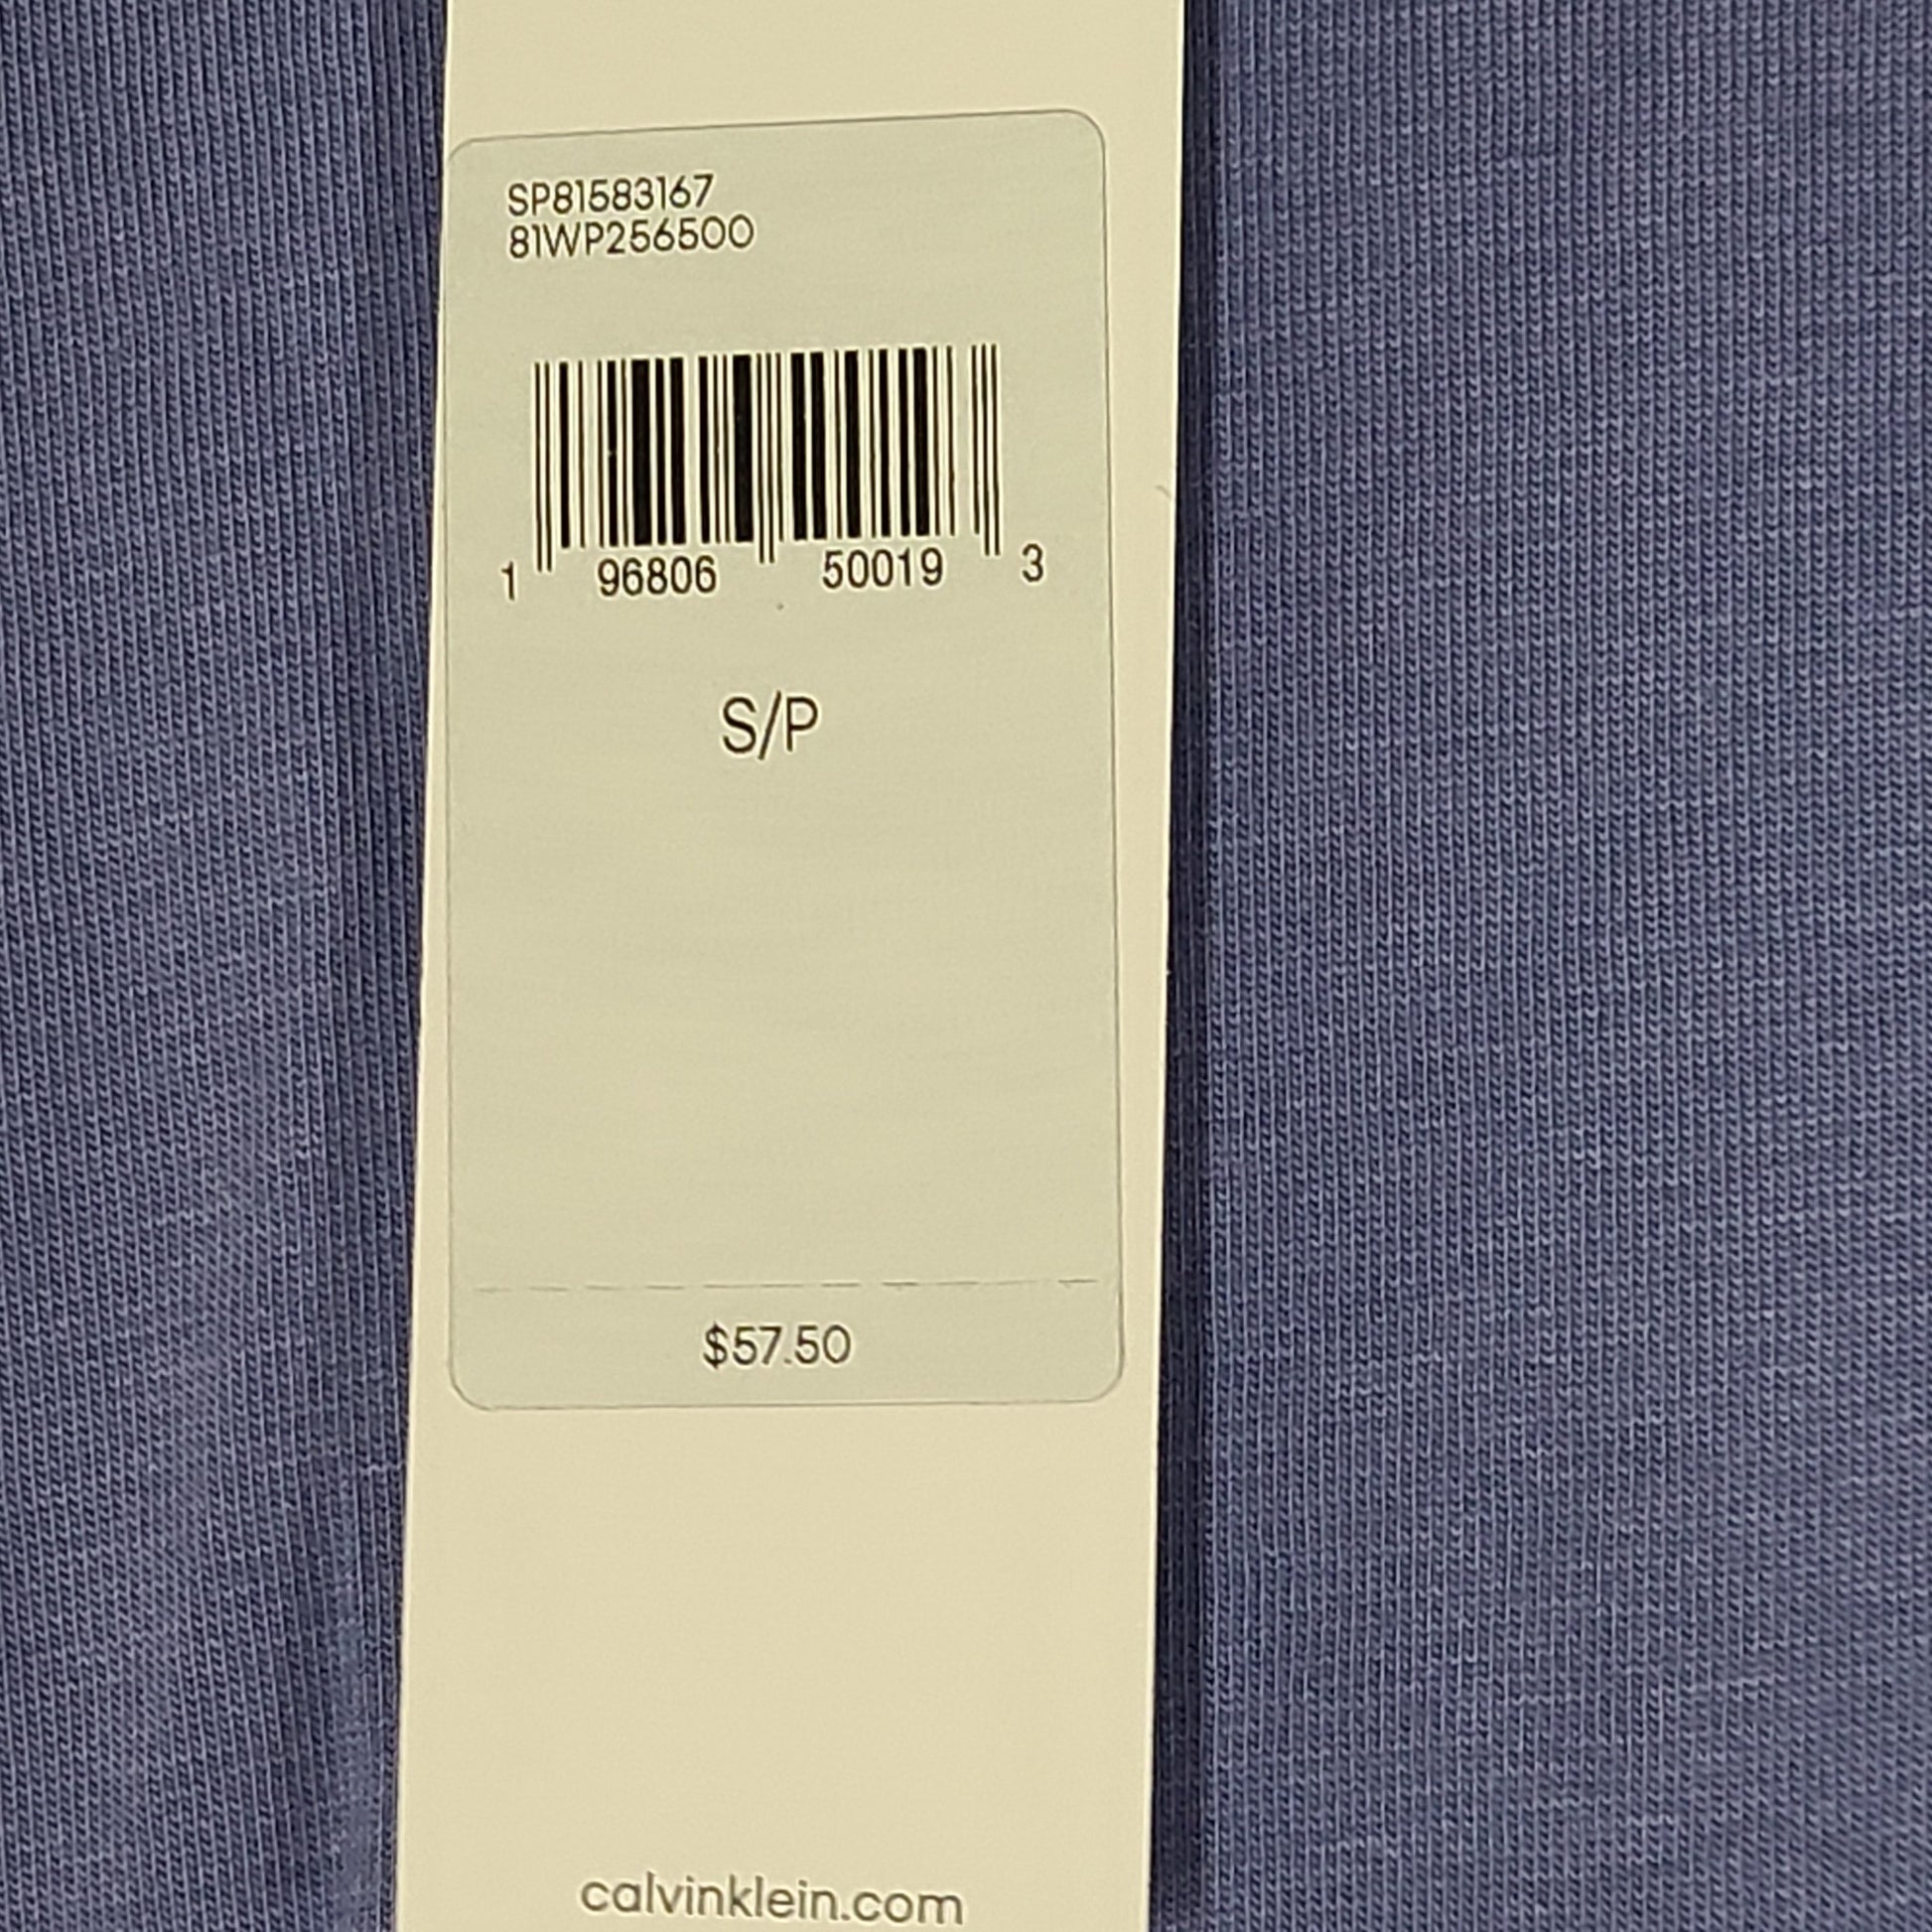 SP81583167
81WP256500
1 96806 50019 3
S/P
$57.50
calvinklein.com